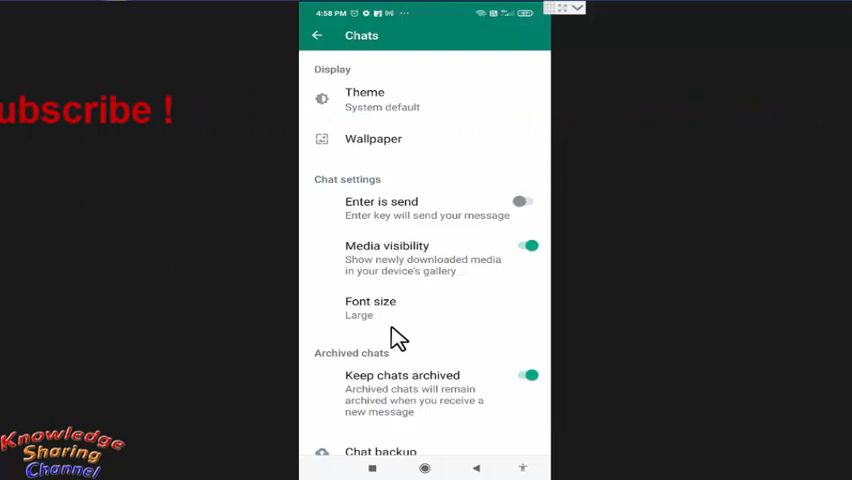 4:58 PM
Chats
ubscribe !
Display
Theme
System default
Wallpaper
Chat settings
Enter is send
Enter key will send your message
Media visibility
Show newly downloaded media
in your device's gallery
Font size
Large
Archived chats
Keep chats archived
Archived chats will remain
archived when you receive a
new message
Chat backup
Knowledge
Sharing
Channel